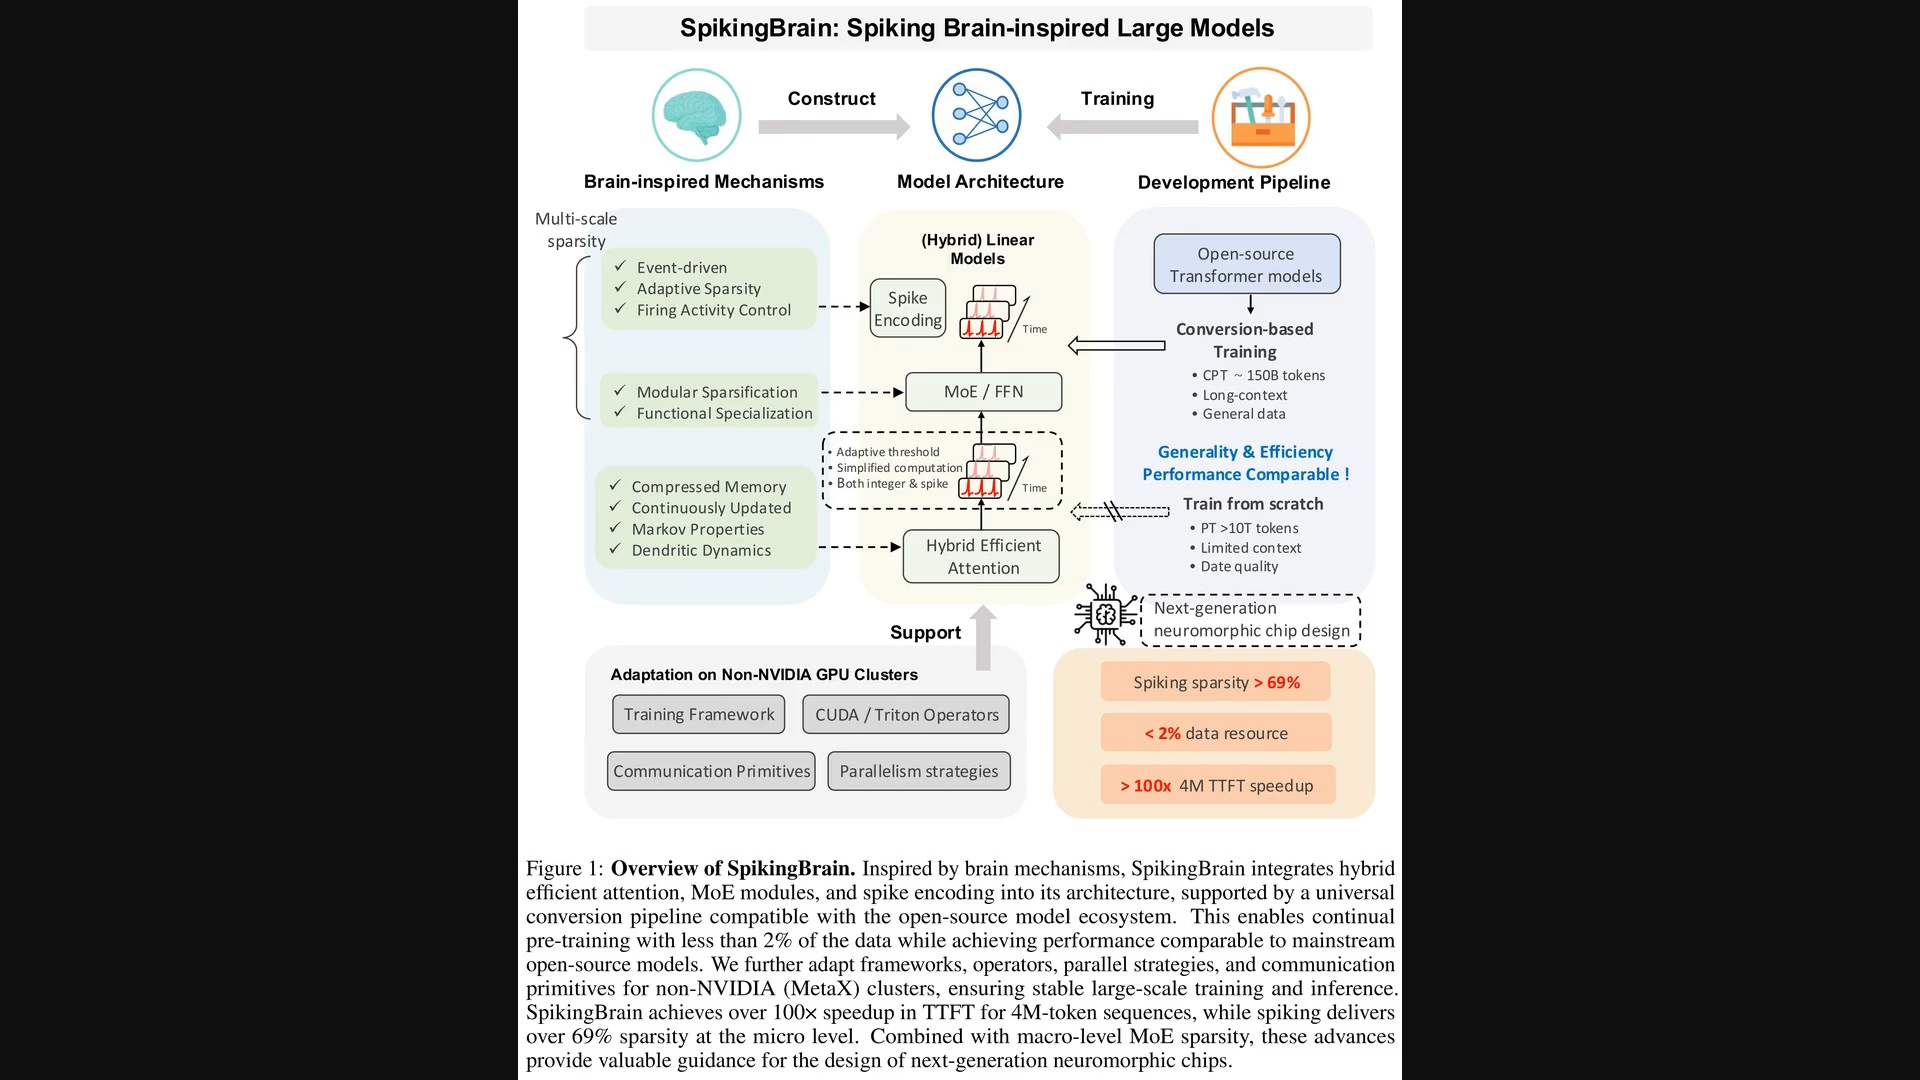 SpikingBrain: Spiking Brain-inspired Large Models
Construct
Training
Brain-inspired Mechanisms
Model Architecture
Development Pipeline
Multi-scale
sparsity
✓ Event-driven
✓ Adaptive Sparsity
✓ Firing Activity Control
✓ Modular Sparsification
✓ Functional Specialization
✓ Compressed Memory
✓ Continuously Updated
✓ Markov Properties
✓ Dendritic Dynamics
(Hybrid) Linear
Models
Spike
Encoding
Time
MoE / FFN
• Adaptive threshold
• Simplified computation
• Both integer & spike
Time
Hybrid Efficient
Attention
Open-source
Transformer models
Conversion-based
Training
• CPT ~ 150B tokens
• Long-context
• General data
Generality & Efficiency
Performance Comparable !
Train from scratch
• PT >10T tokens
• Limited context
• Date quality
Support
Adaptation on Non-NVIDIA GPU Clusters
Training Framework
CUDA / Triton Operators
Communication Primitives
Parallelism strategies
Next-generation
neuromorphic chip design
Spiking sparsity > 69%
< 2% data resource
> 100x 4M TTFT speedup
Figure 1: Overview of SpikingBrain. Inspired by brain mechanisms, SpikingBrain integrates hybrid
efficient attention, MoE modules, and spike encoding into its architecture, supported by a universal
conversion pipeline compatible with the open-source model ecosystem. This enables continual
pre-training with less than 2% of the data while achieving performance comparable to mainstream
open-source models. We further adapt frameworks, operators, parallel strategies, and communication
primitives for non-NVIDIA (MetaX) clusters, ensuring stable large-scale training and inference.
SpikingBrain achieves over 100× speedup in TTFT for 4M-token sequences, while spiking delivers
over 69% sparsity at the micro level. Combined with macro-level MoE sparsity, these advances
provide valuable guidance for the design of next-generation neuromorphic chips.